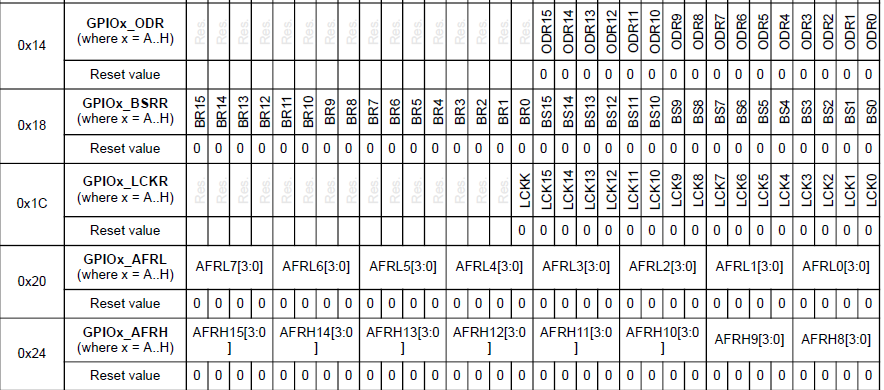 0x14
GPIOx_ODR
(where x = A..H)
Res. Res. Res. Res. Res. Res. Res. Res. Res. Res. Res. Res. Res. Res. Res. Res. ODR15 ODR14 ODR13 ODR12 ODR11 ODR10 ODR9 ODR8 ODR7 ODR6 ODR5 ODR4 ODR3 ODR2 ODR1 ODR0
Reset value 0 0 0 0 0 0 0 0 0 0 0 0 0 0 0 0
0x18
GPIOx_BSRR
(where x = A..H)
BR15 BR14 BR13 BR12 BR11 BR10 BR9 BR8 BR7 BR6 BR5 BR4 BR3 BR2 BR1 BR0 BS15 BS14 BS13 BS12 BS11 BS10 BS9 BS8 BS7 BS6 BS5 BS4 BS3 BS2 BS1 BS0
Reset value 0 0 0 0 0 0 0 0 0 0 0 0 0 0 0 0 0 0 0 0 0 0 0 0 0 0 0 0 0 0 0 0
0x1C
GPIOx_LCKR
(where x = A..H)
Res. Res. Res. Res. Res. Res. Res. Res. Res. Res. Res. Res. Res. Res. Res. LCKK LCK15 LCK14 LCK13 LCK12 LCK11 LCK10 LCK9 LCK8 LCK7 LCK6 LCK5 LCK4 LCK3 LCK2 LCK1 LCK0
Reset value 0 0 0 0 0 0 0 0 0 0 0 0 0 0 0 0 0
0x20
GPIOx_AFRL
(where x = A..H)
AFRL7[3:0] AFRL6[3:0] AFRL5[3:0] AFRL4[3:0] AFRL3[3:0] AFRL2[3:0] AFRL1[3:0] AFRL0[3:0]
Reset value 0 0 0 0 0 0 0 0 0 0 0 0 0 0 0 0 0 0 0 0 0 0 0 0 0 0 0 0 0 0 0 0
0x24
GPIOx_AFRH
(where x = A..H)
AFRH15[3:0
]
AFRH14[3:0
]
AFRH13[3:0
]
AFRH12[3:0
]
AFRH11[3:0
]
AFRH10[3:0
]
AFRH9[3:0] AFRH8[3:0]
Reset value 0 0 0 0 0 0 0 0 0 0 0 0 0 0 0 0 0 0 0 0 0 0 0 0 0 0 0 0 0 0 0 0